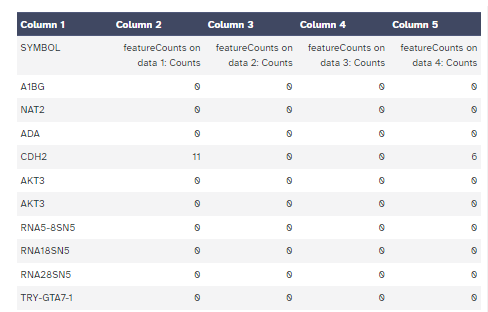 Column 1 Column 2 Column 3 Column 4 Column 5
SYMBOL featureCounts on featureCounts on featureCounts on featureCounts on
data 1: Counts data 2: Counts data 3: Counts data 4: Counts
A1BG 0 0 0 0
NAT2 0 0 0 0
ADA 0 0 0 0
CDH2 11 0 0 6
AKT3 0 0 0 0
AKT3 0 0 0 0
RNA5-8SN5 0 0 0 0
RNA18SN5 0 0 0 0
RNA28SN5 0 0 0 0
TRY-GTA7-1 0 0 0 0